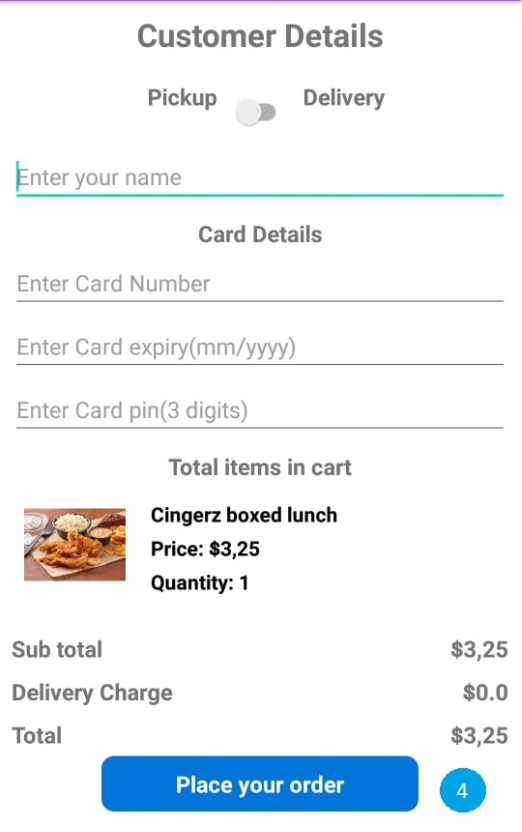 Customer Details
Pickup Delivery
Enter your name
Card Details
Enter Card Number
Enter Card expiry(mm/yyyy)
Enter Card pin(3 digits)
Total items in cart
Cingerz boxed lunch
Price: $3,25
Quantity: 1
Sub total $3,25
Delivery Charge $0.0
Total $3,25
Place your order 4